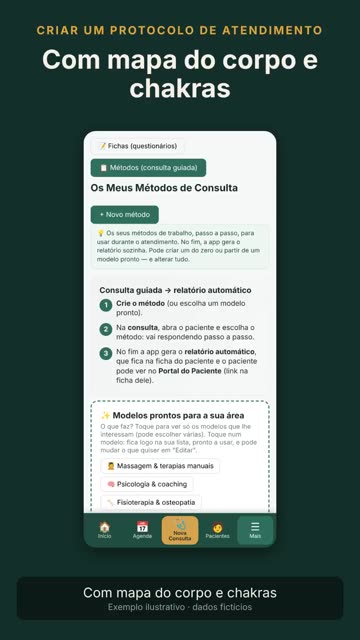 CRIAR UM PROTOCOLO DE ATENDIMENTO
Com mapa do corpo e
chakras
📝 Fichas (questionários)
📋 Métodos (consulta guiada)
Os Meus Métodos de Consulta
+ Novo método
💡 Os seus métodos de trabalho, passo a passo, para
usar durante o atendimento. No fim, a app gera o
relatório sozinha. Pode criar um do zero ou partir de um
modelo pronto — e alterar tudo.
Consulta guiada → relatório automático
1 Crie o método (ou escolha um modelo
pronto).
2 Na consulta, abra o paciente e escolha o
método: vai respondendo passo a passo.
3 No fim a app gera o relatório automático,
que fica na ficha do paciente e o paciente
pode ver no Portal do Paciente (link na
ficha dele).
✨ Modelos prontos para a sua área
O que faz? Toque para ver só os modelos que lhe
interessam (pode escolher várias). Toque num
modelo: fica logo na sua lista, pronto a usar, e pode
mudar o que quiser em "Editar".
💆 Massagem & terapias manuais
🧠 Psicologia & coaching
🦴 Fisioterapia & osteopatia
Início
Agenda
Nova
Consulta
Pacientes
Mais
Com mapa do corpo e chakras
Exemplo ilustrativo · dados fictícios